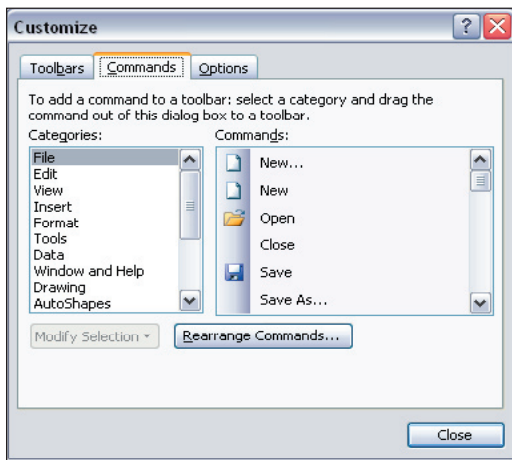 Customize
Toolbars Commands Options
To add a command to a toolbar: select a category and drag the
command out of this dialog box to a toolbar.
Categories:
File
Edit
View
Insert
Format
Tools
Data
Window and Help
Drawing
AutoShapes
Commands:
New...
New
Open
Close
Save
Save As...
Modify Selection
Rearrange Commands...
Close